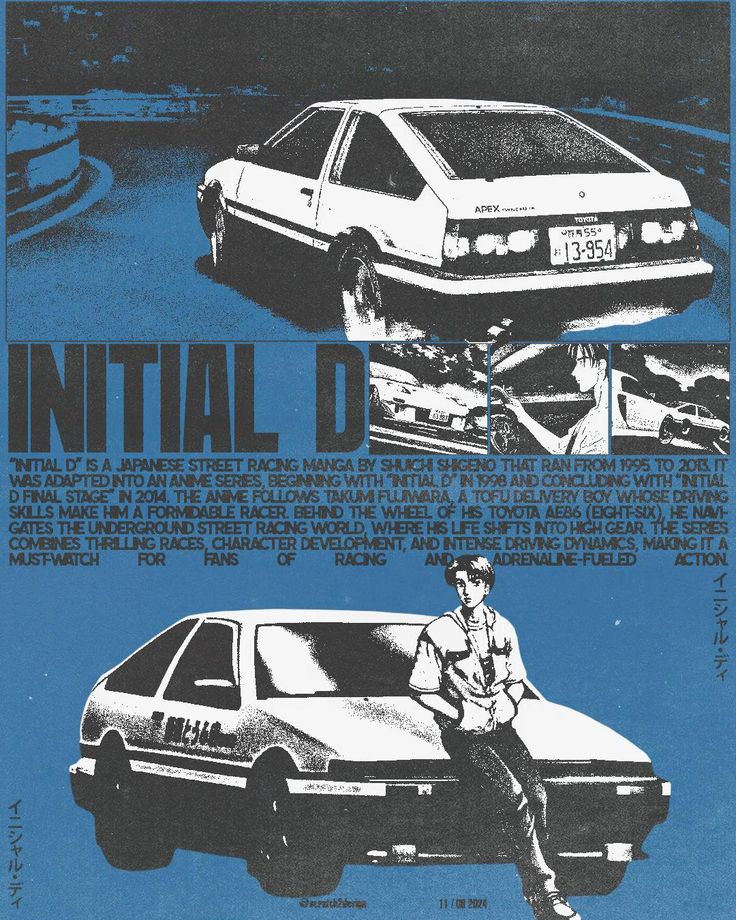 APEX
TOYOTA
13-954
INITIAL D
"INITIAL D" IS A JAPANESE STREET RACING MANGA BY SHUICHI SHIGENO THAT RAN FROM 1995 TO 2013. IT
WAS ADAPTED INTO AN ANIME SERIES, BEGINNING WITH "INITIAL D" IN 1998 AND CONCLUDING WITH "INITIAL
D FINAL STAGE" IN 2014. THE ANIME FOLLOWS TAKUMI FUJIWARA, A TOFU DELIVERY BOY WHOSE DRIVING
SKILLS MAKE HIM A FORMIDABLE RACER. BEHIND THE WHEEL OF HIS TOYOTA AE86 (EIGHT-SIX), HE NAVI-
GATES THE UNDERGROUND STREET RACING WORLD, WHERE HIS LIFE SHIFTS INTO HIGH GEAR. THE SERIES
COMBINES THRILLING RACES, CHARACTER DEVELOPMENT, AND INTENSE DRIVING DYNAMICS, MAKING IT A
MUST-WATCH FOR FANS OF RACING AND ADRENALINE-FUELED ACTION.
イニシャル・ディ
イニシャル・ディ
@scratch2design
11 / 08 2024